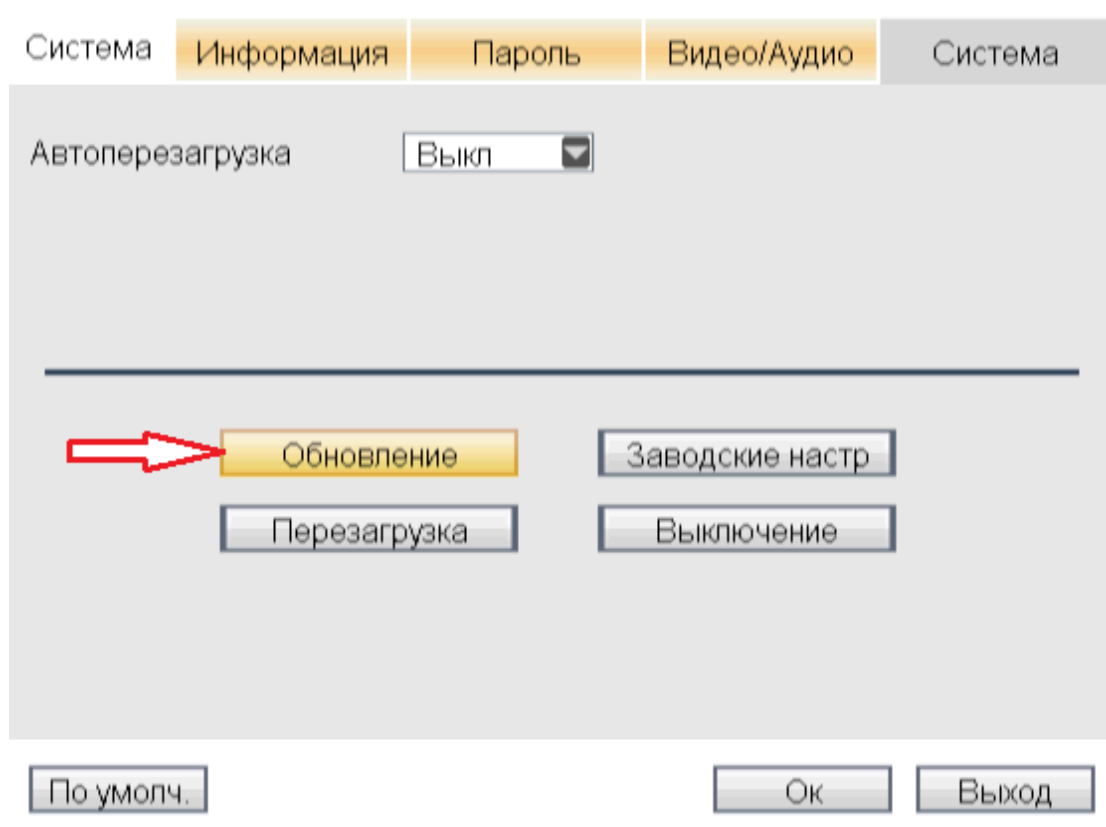 Система Информация Пароль Видео/Аудио Система
Автоперезагрузка Выкл
Обновление Заводские настр
Перезагрузка Выключение
По умолч. Ок Выход